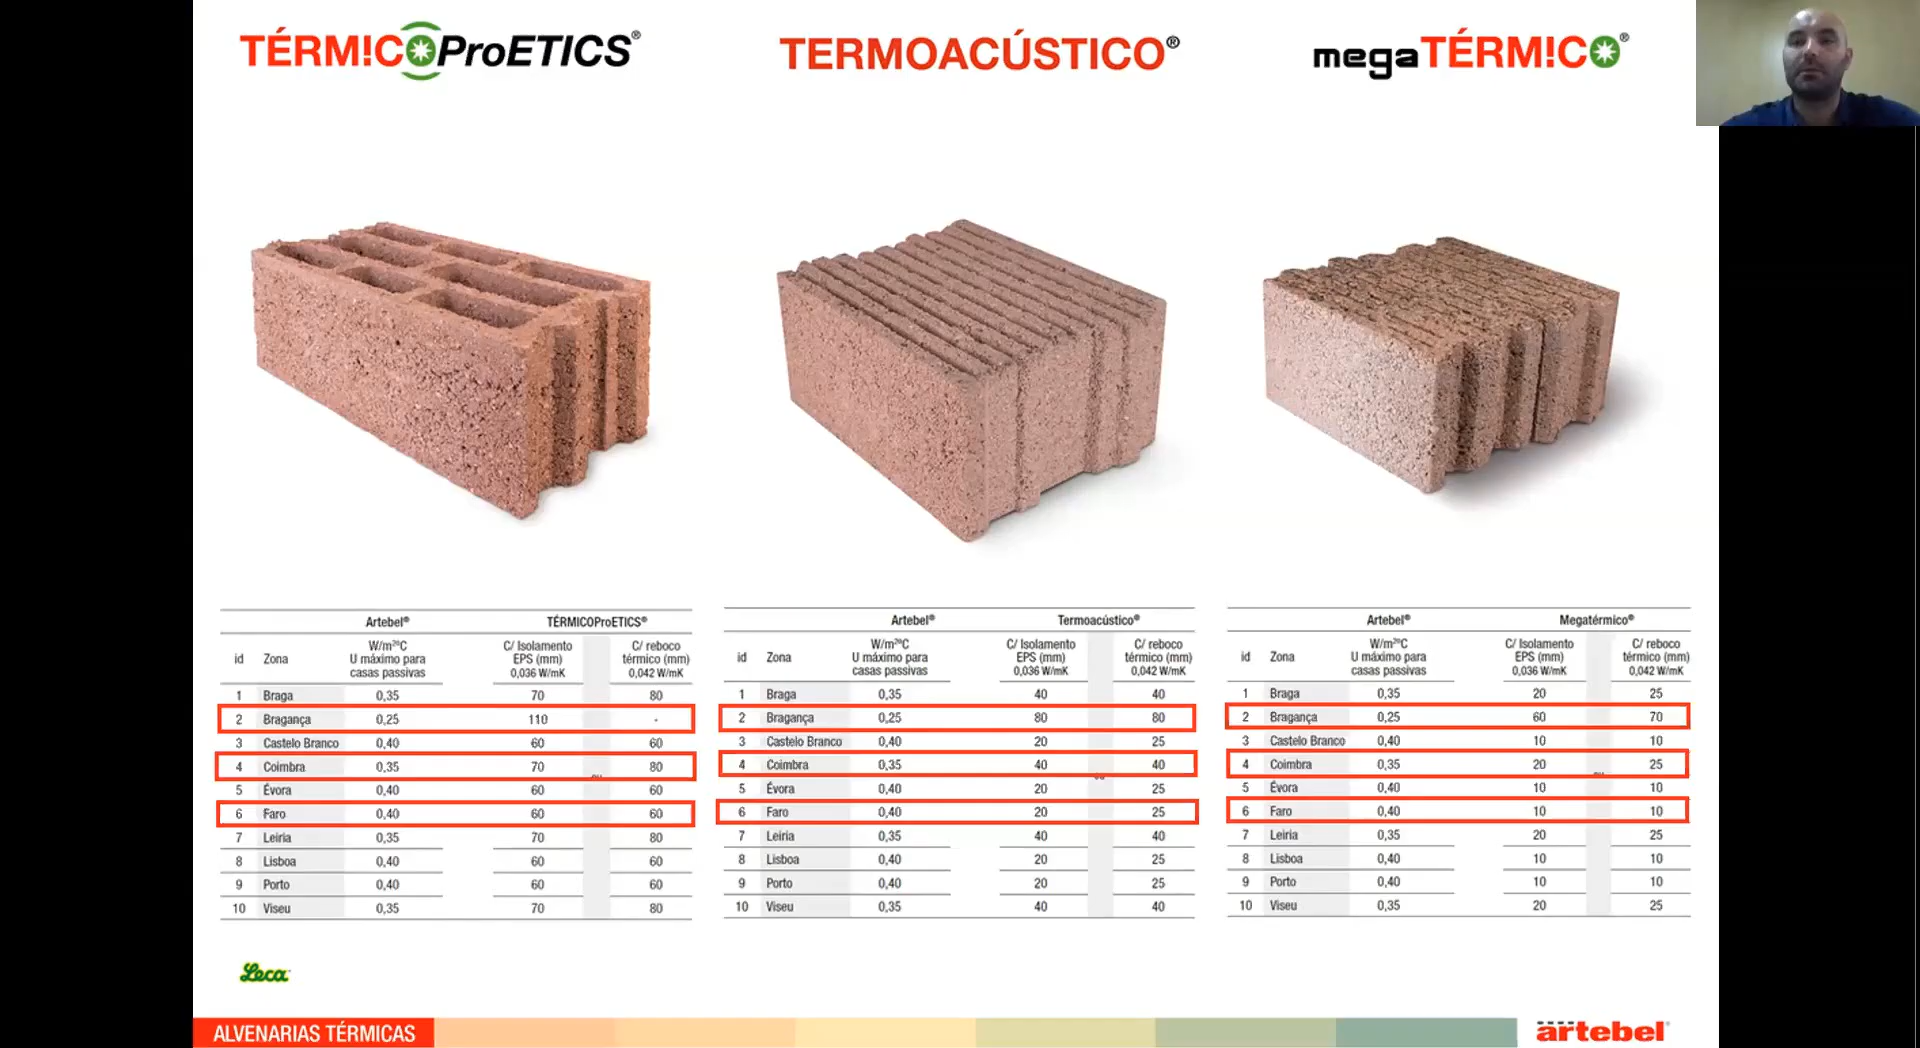 TÉRM!CO ProETICS®
TERMOACÚSTICO®
megaTÉRM!CO®
Artebel® TÉRMICOProETICS®
id Zona W/m²ºC U máximo para casas passivas C/ Isolamento EPS (mm) 0,036 W/mK C/ reboco térmico (mm) 0,042 W/mK
1 Braga 0,35 70 80
2 Bragança 0,25 110 -
3 Castelo Branco 0,40 60 60
4 Coimbra 0,35 70 80
ou
5 Évora 0,40 60 60
6 Faro 0,40 60 60
7 Leiria 0,35 70 80
8 Lisboa 0,40 60 60
9 Porto 0,40 60 60
10 Viseu 0,35 70 80
Artebel® Termoacústico®
id Zona W/m²ºC U máximo para casas passivas C/ Isolamento EPS (mm) 0,036 W/mK C/ reboco térmico (mm) 0,042 W/mK
1 Braga 0,35 40 40
2 Bragança 0,25 80 80
3 Castelo Branco 0,40 20 25
4 Coimbra 0,35 40 40
ou
5 Évora 0,40 20 25
6 Faro 0,40 20 25
7 Leiria 0,35 40 40
8 Lisboa 0,40 20 25
9 Porto 0,40 20 25
10 Viseu 0,35 40 40
Artebel® Megatérmico®
id Zona W/m²ºC U máximo para casas passivas C/ Isolamento EPS (mm) 0,036 W/mK C/ reboco térmico (mm) 0,042 W/mK
1 Braga 0,35 20 25
2 Bragança 0,25 60 70
3 Castelo Branco 0,40 10 10
4 Coimbra 0,35 20 25
ou
5 Évora 0,40 10 10
6 Faro 0,40 10 10
7 Leiria 0,35 20 25
8 Lisboa 0,40 10 10
9 Porto 0,40 10 10
10 Viseu 0,35 20 25
Leca
ALVENARIAS TÉRMICAS
artebel®